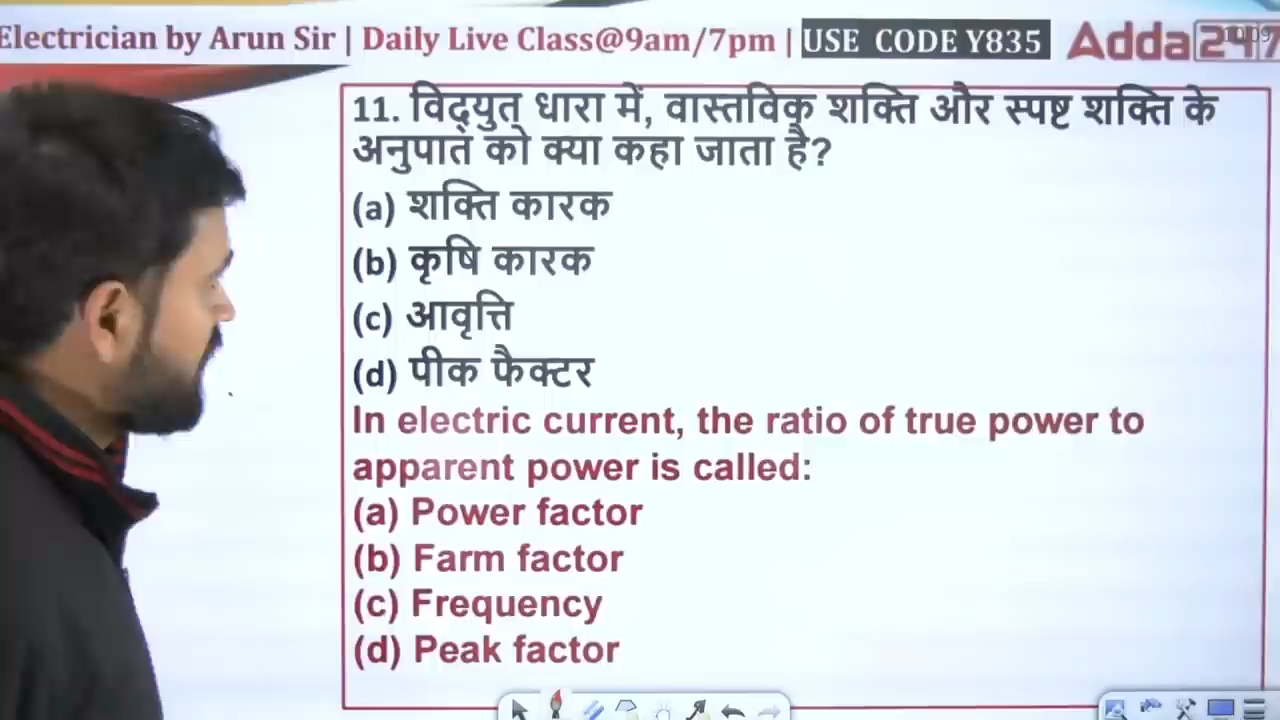 Electrician by Arun Sir | Daily Live Class@9am/7pm | USE CODE Y835 Adda247
11. विद्युत धारा में, वास्तविक शक्ति और स्पष्ट शक्ति के
अनुपात को क्या कहा जाता है?
(a) शक्ति कारक
(b) कृषि कारक
(c) आवृत्ति
(d) पीक फैक्टर
In electric current, the ratio of true power to
apparent power is called:
(a) Power factor
(b) Farm factor
(c) Frequency
(d) Peak factor